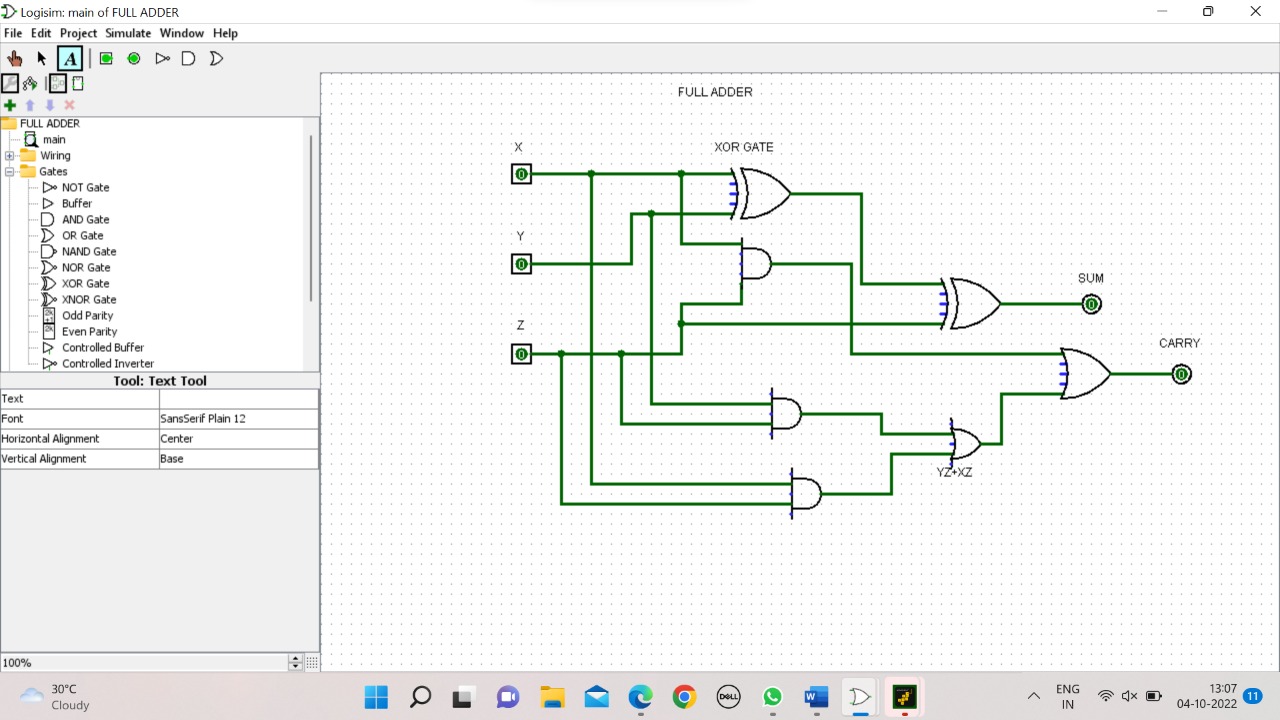 Logisim: main of FULL ADDER
File Edit Project Simulate Window Help
A
FULL ADDER
main
Wiring
Gates
NOT Gate
Buffer
AND Gate
OR Gate
NAND Gate
NOR Gate
XOR Gate
XNOR Gate
Odd Parity
Even Parity
Controlled Buffer
Controlled Inverter
Tool: Text Tool
Text
Font SansSerif Plain 12
Horizontal Alignment Center
Vertical Alignment Base
100%
FULL ADDER
X
XOR GATE
0
Y
0
SUM
0
Z
0
CARRY
0
YZ+XZ
30°C
Cloudy
DELL
W
ENG
IN
13:07
04-10-2022
11